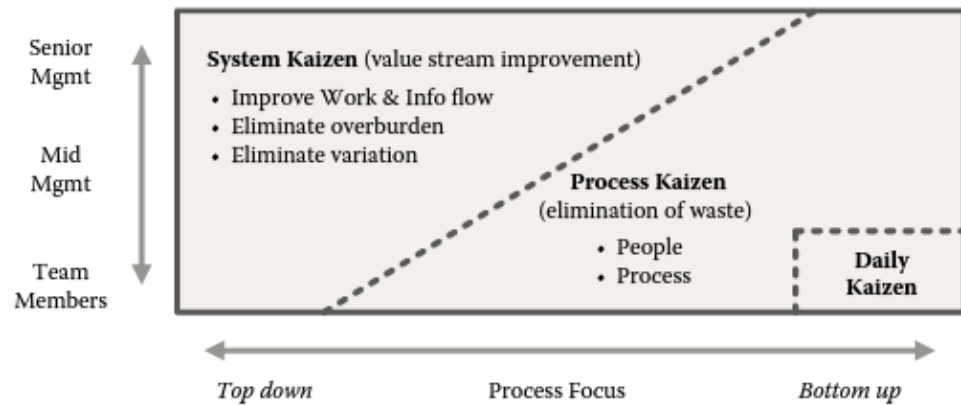 Senior
Mgmt
Mid
Mgmt
Team
Members
System Kaizen (value stream improvement)
• Improve Work & Info flow
• Eliminate overburden
• Eliminate variation
Process Kaizen
(elimination of waste)
• People
• Process
Daily
Kaizen
Top down
Process Focus
Bottom up